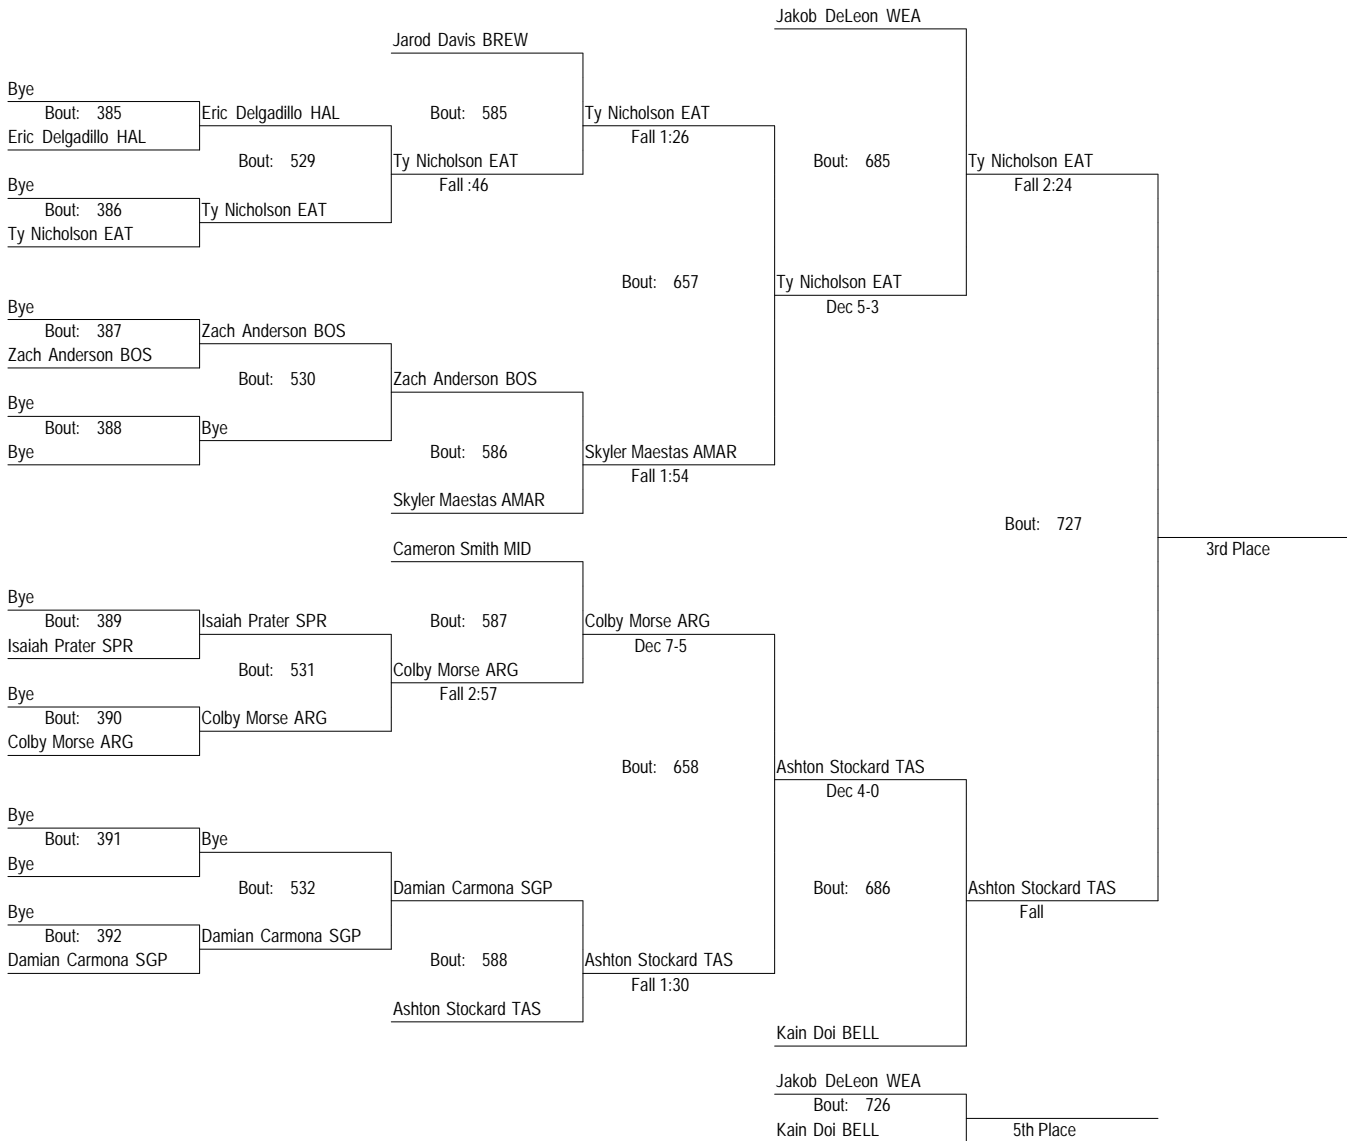 Jakob DeLeon WEA
Jarod Davis BREW
Bye
Bout: 385
Eric Delgadillo HAL
Bout: 585
Ty Nicholson EAT
Eric Delgadillo HAL
Fall 1:26
Bout: 529
Ty Nicholson EAT
Bout: 685
Ty Nicholson EAT
Bye
Fall :46
Fall 2:24
Bout: 386
Ty Nicholson EAT
Ty Nicholson EAT
Bout: 657
Ty Nicholson EAT
Bye
Dec 5-3
Bout: 387
Zach Anderson BOS
Zach Anderson BOS
Bout: 530
Zach Anderson BOS
Bye
Bout: 388
Bye
Bye
Bout: 586
Skyler Maestas AMAR
Fall 1:54
Skyler Maestas AMAR
Bout: 727
Cameron Smith MID
3rd Place
Bye
Bout: 389
Isaiah Prater SPR
Bout: 587
Colby Morse ARG
Isaiah Prater SPR
Dec 7-5
Bout: 531
Colby Morse ARG
Bye
Fall 2:57
Bout: 390
Colby Morse ARG
Colby Morse ARG
Bout: 658
Ashton Stockard TAS
Dec 4-0
Bye
Bout: 391
Bye
Bye
Bout: 532
Damian Carmona SGP
Bout: 686
Ashton Stockard TAS
Bye
Fall
Bout: 392
Damian Carmona SGP
Damian Carmona SGP
Bout: 588
Ashton Stockard TAS
Fall 1:30
Ashton Stockard TAS
Kain Doi BELL
Jakob DeLeon WEA
Bout: 726
Kain Doi BELL
5th Place